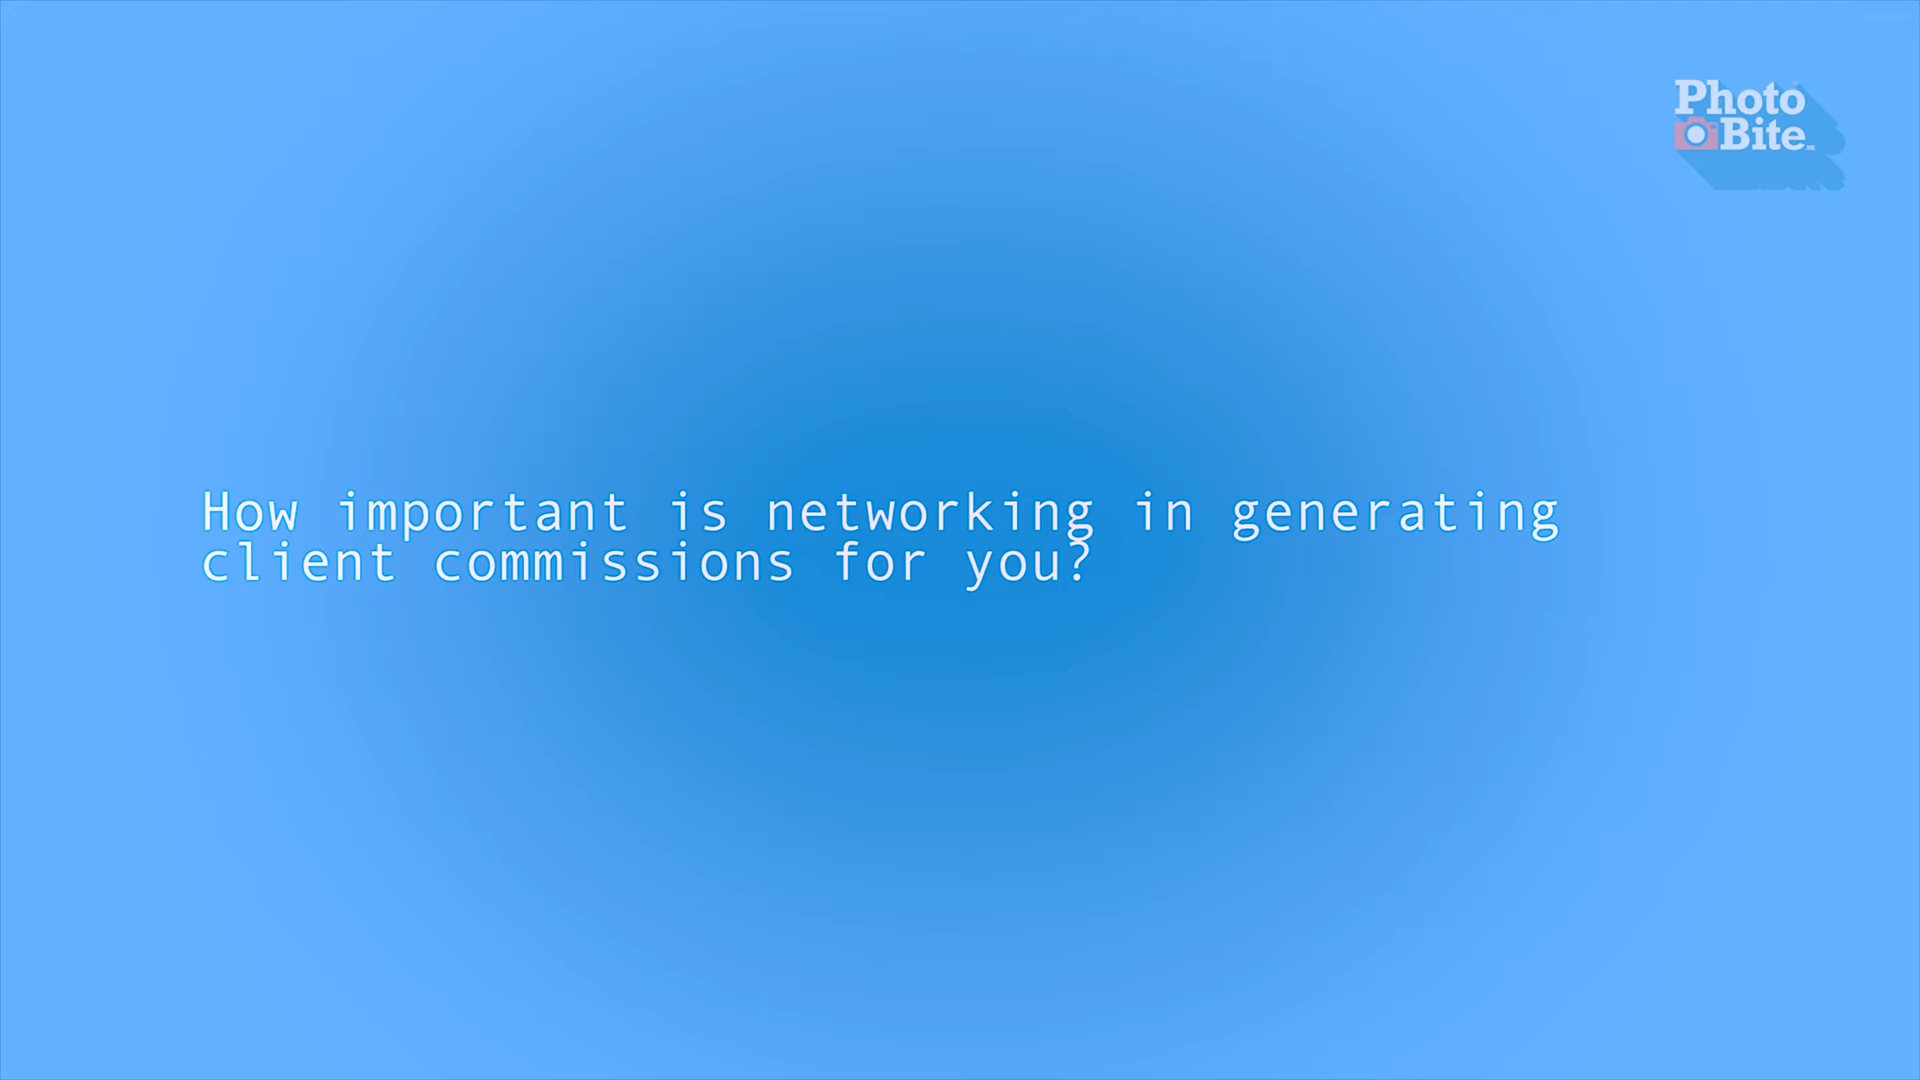 Photo
Bite
How important is networking in generating
client commissions for you?